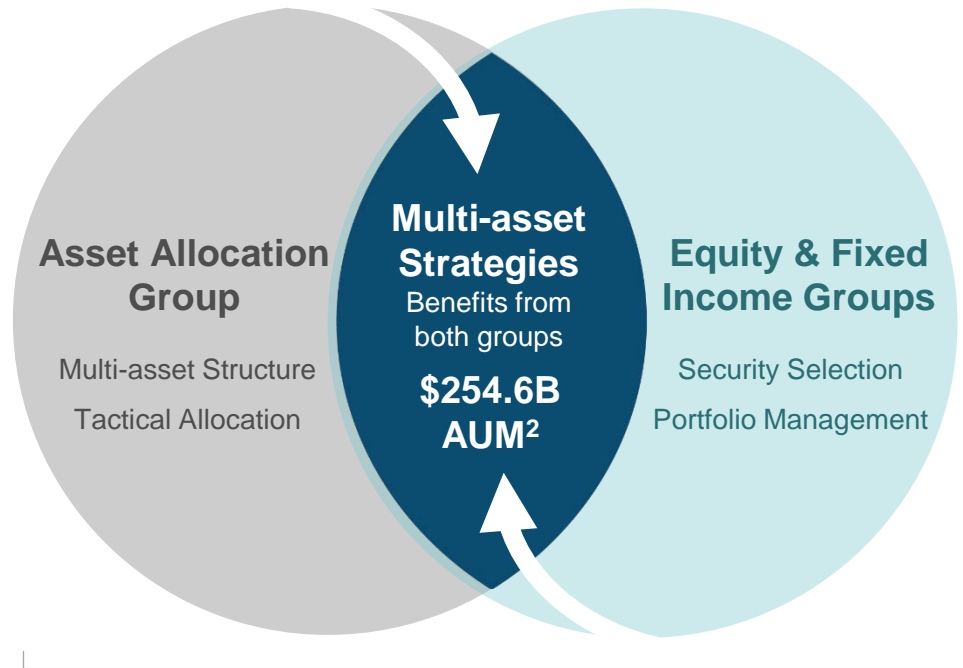 Asset Allocation
Group
Multi-asset Structure
Tactical Allocation
Multi-asset
Strategies
Benefits from
both groups
$254.6B
AUM²
Equity & Fixed
Income Groups
Security Selection
Portfolio Management